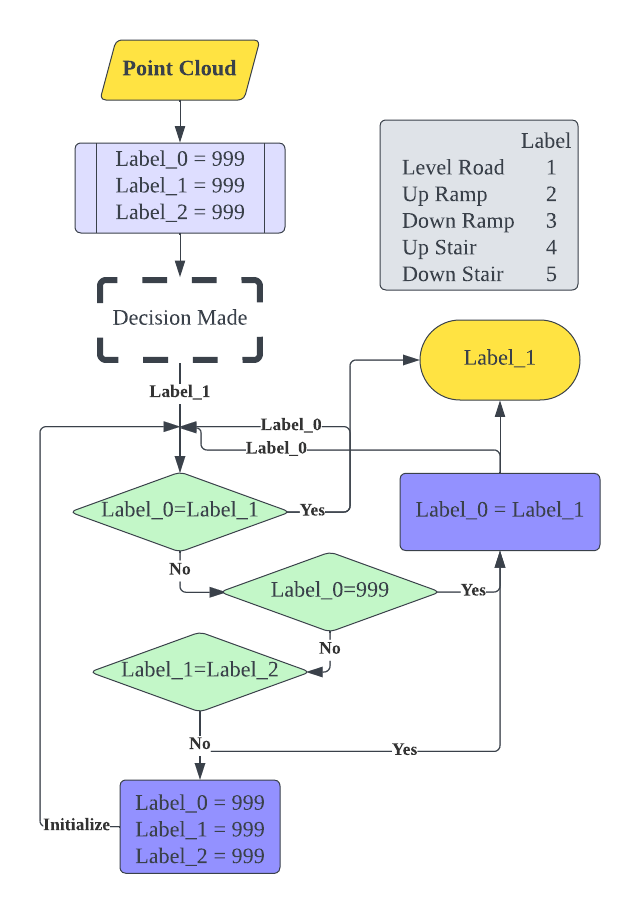 Point Cloud
Label_0 = 999
Label_1 = 999
Label_2 = 999
Label
Level Road 1
Up Ramp 2
Down Ramp 3
Up Stair 4
Down Stair 5
Decision Made
Label_1
Label_1
Label_0
Label_0
Label_0=Label_1
Yes
Label_0 = Label_1
No
Label_0=999
Yes
No
Label_1=Label_2
No
Yes
Label_0 = 999
Label_1 = 999
Label_2 = 999
Initialize